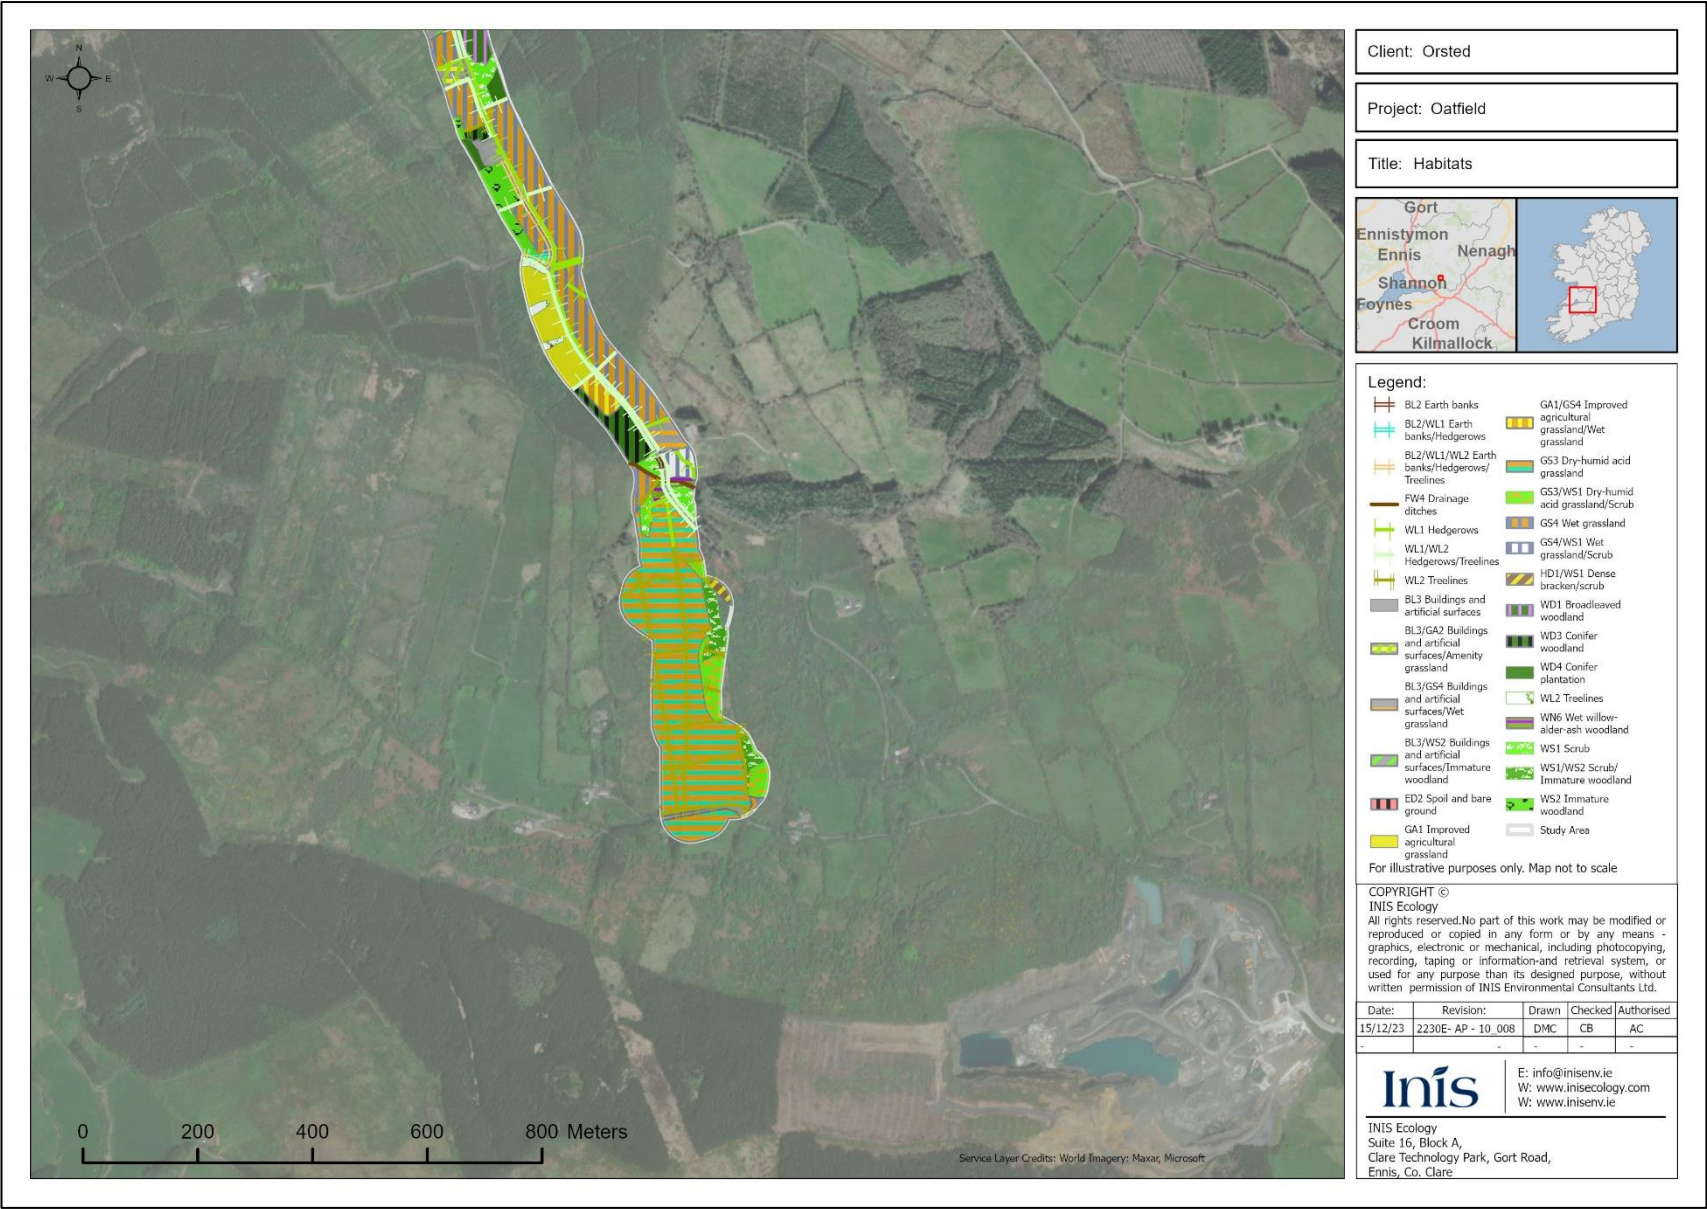 N
W
E
S
0 200 400 600 800 Meters
Service Layer Credits: World Imagery: Maxar, Microsoft
Client: Orsted
Project: Oatfield
Title: Habitats
Gort
Ennistymon
Ennis
Nenagh
Shannon
Foynes
Croom
Kilmallock
Legend:
BL2 Earth banks
BL2/WL1 Earth
banks/Hedgerows
BL2/WL1/WL2 Earth
banks/Hedgerows/
Treelines
FW4 Drainage
ditches
WL1 Hedgerows
WL1/WL2
Hedgerows/Treelines
WL2 Treelines
BL3 Buildings and
artificial surfaces
BL3/GA2 Buildings
and artificial
surfaces/Amenity
grassland
BL3/GS4 Buildings
and artificial
surfaces/Wet
grassland
BL3/WS2 Buildings
and artificial
surfaces/Immature
woodland
ED2 Spoil and bare
ground
GA1 Improved
agricultural
grassland
GA1/GS4 Improved
agricultural
grassland/Wet
grassland
GS3 Dry-humid acid
grassland
GS3/WS1 Dry-humid
acid grassland/Scrub
GS4 Wet grassland
GS4/WS1 Wet
grassland/Scrub
HD1/WS1 Dense
bracken/scrub
WD1 Broadleaved
woodland
WD3 Conifer
woodland
WD4 Conifer
plantation
WL2 Treelines
WN6 Wet willow-
alder-ash woodland
WS1 Scrub
WS1/WS2 Scrub/
Immature woodland
WS2 Immature
woodland
Study Area
For illustrative purposes only. Map not to scale
COPYRIGHT ©
INIS Ecology
All rights reserved.No part of this work may be modified or
reproduced or copied in any form or by any means -
graphics, electronic or mechanical, including photocopying,
recording, taping or information-and retrieval system, or
used for any purpose than its designed purpose, without
written permission of INIS Environmental Consultants Ltd.
Date: Revision: Drawn Checked Authorised
15/12/23 2230E- AP - 10_008 DMC CB AC
- - - - -
Inís
E: info@inisenv.ie
W: www.inisecology.com
W: www.inisenv.ie
INIS Ecology
Suite 16, Block A,
Clare Technology Park, Gort Road,
Ennis, Co. Clare